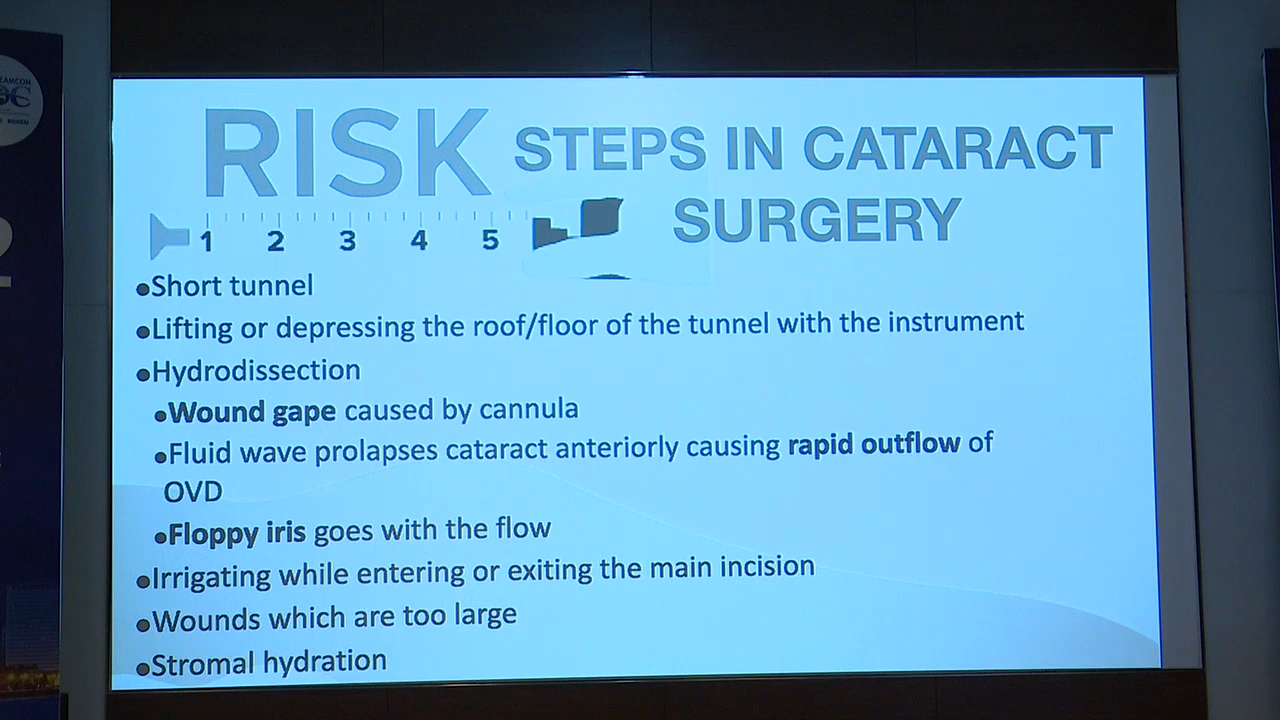 EAMCON
MUMBAI
2
RISK STEPS IN CATARACT
SURGERY
1 2 3 4 5
•Short tunnel
•Lifting or depressing the roof/floor of the tunnel with the instrument
•Hydrodissection
•Wound gape caused by cannula
•Fluid wave prolapses cataract anteriorly causing rapid outflow of
OVD
•Floppy iris goes with the flow
•Irrigating while entering or exiting the main incision
•Wounds which are too large
•Stromal hydration